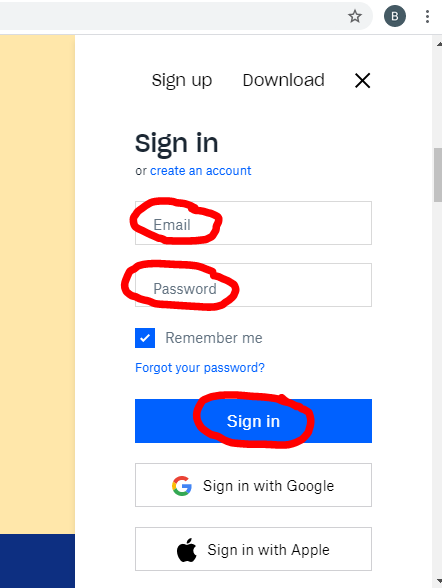 B
Sign up Download
Sign in
or create an account
Email
Password
Remember me
Forgot your password?
Sign in
Sign in with Google
Sign in with Apple